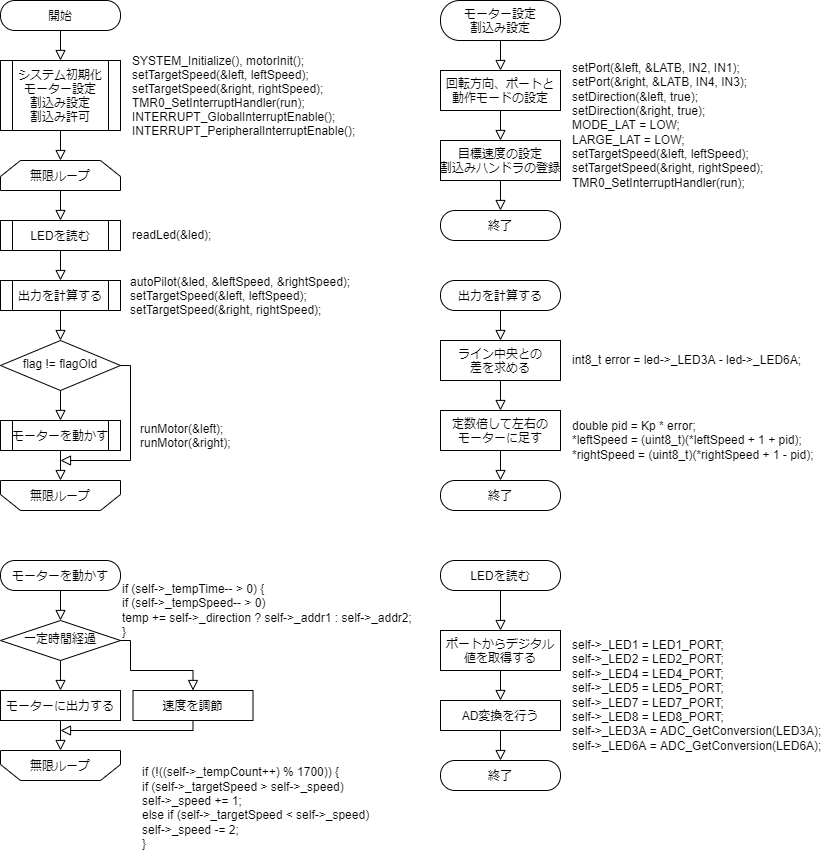 開始
システム初期化
モーター設定
割込み設定
割込み許可
SYSTEM_Initialize(), motorInit();
setTargetSpeed(&left, leftSpeed);
setTargetSpeed(&right, rightSpeed);
TMR0_SetInterruptHandler(run);
INTERRUPT_GlobalInterruptEnable();
INTERRUPT_PeripheralInterruptEnable();
無限ループ
LEDを読む
readLed(&led);
出力を計算する
autoPilot(&led, &leftSpeed, &rightSpeed);
setTargetSpeed(&left, leftSpeed);
setTargetSpeed(&right, rightSpeed);
flag != flagOld
モーターを動かす
runMotor(&left);
runMotor(&right);
無限ループ
モーター設定
割込み設定
回転方向、ポートと
動作モードの設定
setPort(&left, &LATB, IN2, IN1);
setPort(&right, &LATB, IN4, IN3);
setDirection(&left, true);
setDirection(&right, true);
MODE_LAT = LOW;
LARGE_LAT = LOW;
setTargetSpeed(&left, leftSpeed);
setTargetSpeed(&right, rightSpeed);
TMR0_SetInterruptHandler(run);
目標速度の設定
割込みハンドラの登録
終了
出力を計算する
ライン中央との
差を求める
int8_t error = led->_LED3A - led->_LED6A;
定数倍して左右の
モーターに足す
double pid = Kp * error;
*leftSpeed = (uint8_t)(*leftSpeed + 1 + pid);
*rightSpeed = (uint8_t)(*rightSpeed + 1 - pid);
終了
モーターを動かす
if (self->_tempTime-- > 0) {
if (self->_tempSpeed-- > 0)
temp += self->_direction ? self->_addr1 : self->_addr2;
}
一定時間経過
モーターに出力する
速度を調節
無限ループ
if (!((self->_tempCount++) % 1700)) {
if (self->_targetSpeed > self->_speed)
self->_speed += 1;
else if (self->_targetSpeed < self->_speed)
self->_speed -= 2;
}
LEDを読む
ポートからデジタル
値を取得する
self->_LED1 = LED1_PORT;
self->_LED2 = LED2_PORT;
self->_LED4 = LED4_PORT;
self->_LED5 = LED5_PORT;
self->_LED7 = LED7_PORT;
self->_LED8 = LED8_PORT;
self->_LED3A = ADC_GetConversion(LED3A);
self->_LED6A = ADC_GetConversion(LED6A);
AD変換を行う
終了